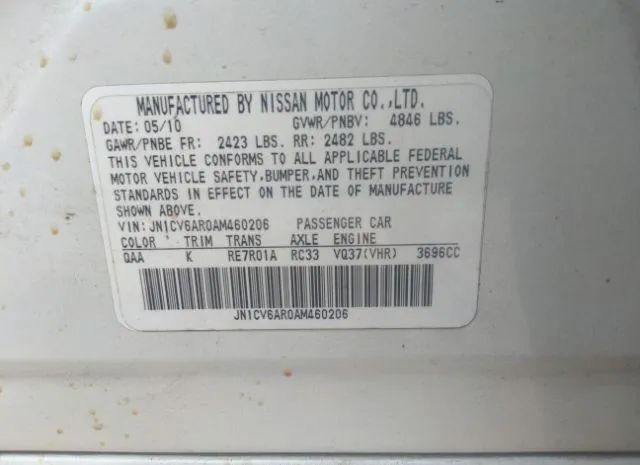 MANUFACTURED BY NISSAN MOTOR CO.,LTD.
DATE: 05/10 GVWR/PNBV: 4846 LBS.
GAWR/PNBE FR: 2423 LBS. RR: 2482 LBS.
THIS VEHICLE CONFORMS TO ALL APPLICABLE FEDERAL
MOTOR VEHICLE SAFETY,BUMPER,AND THEFT PREVENTION
STANDARDS IN EFFECT ON THE DATE OF MANUFACTURE
SHOWN ABOVE.
VIN:JN1CV6AR0AM460206 PASSENGER CAR
COLOR TRIM TRANS AXLE ENGINE
QAA K RE7R01A RC33 VQ37(VHR) 3696CC
JN1CV6AR0AM460206